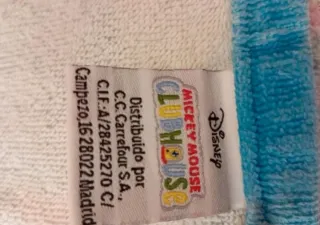 Disney
MICKEY MOUSE
CLUBHOUSE
Distribuido por
C.C. Carrefour S.A.,
C.I.F.:A/28425270 C/
Campezo,16 28022 Madrid